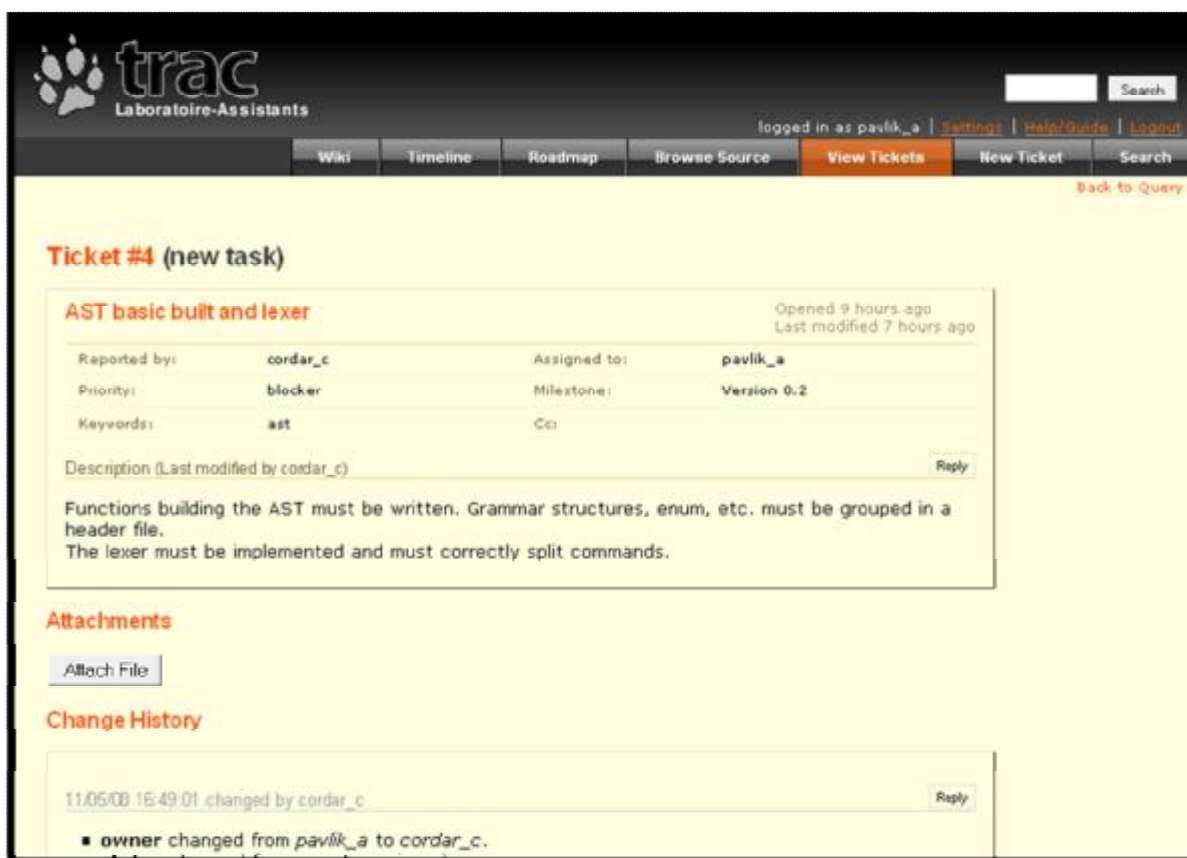 trac
Laboratoire-Assistants
Search
logged in as pavlik_a | Settings | Help/Guide | Logout
Wiki Timeline Roadmap Browse Source View Tickets New Ticket Search
Back to Query
Ticket #4 (new task)
AST basic built and lexer
Opened 9 hours ago
Last modified 7 hours ago
Reported by: cordar_c Assigned to: pavlik_a
Priority: blocker Milestone: Version 0.2
Keywords: ast Cc:
Description (Last modified by cordar_c) Reply
Functions building the AST must be written. Grammar structures, enum, etc. must be grouped in a
header file.
The lexer must be implemented and must correctly split commands.
Attachments
Attach File
Change History
11/05/08 16:49:01 changed by cordar_c Reply
▪ owner changed from pavlik_a to cordar_c.